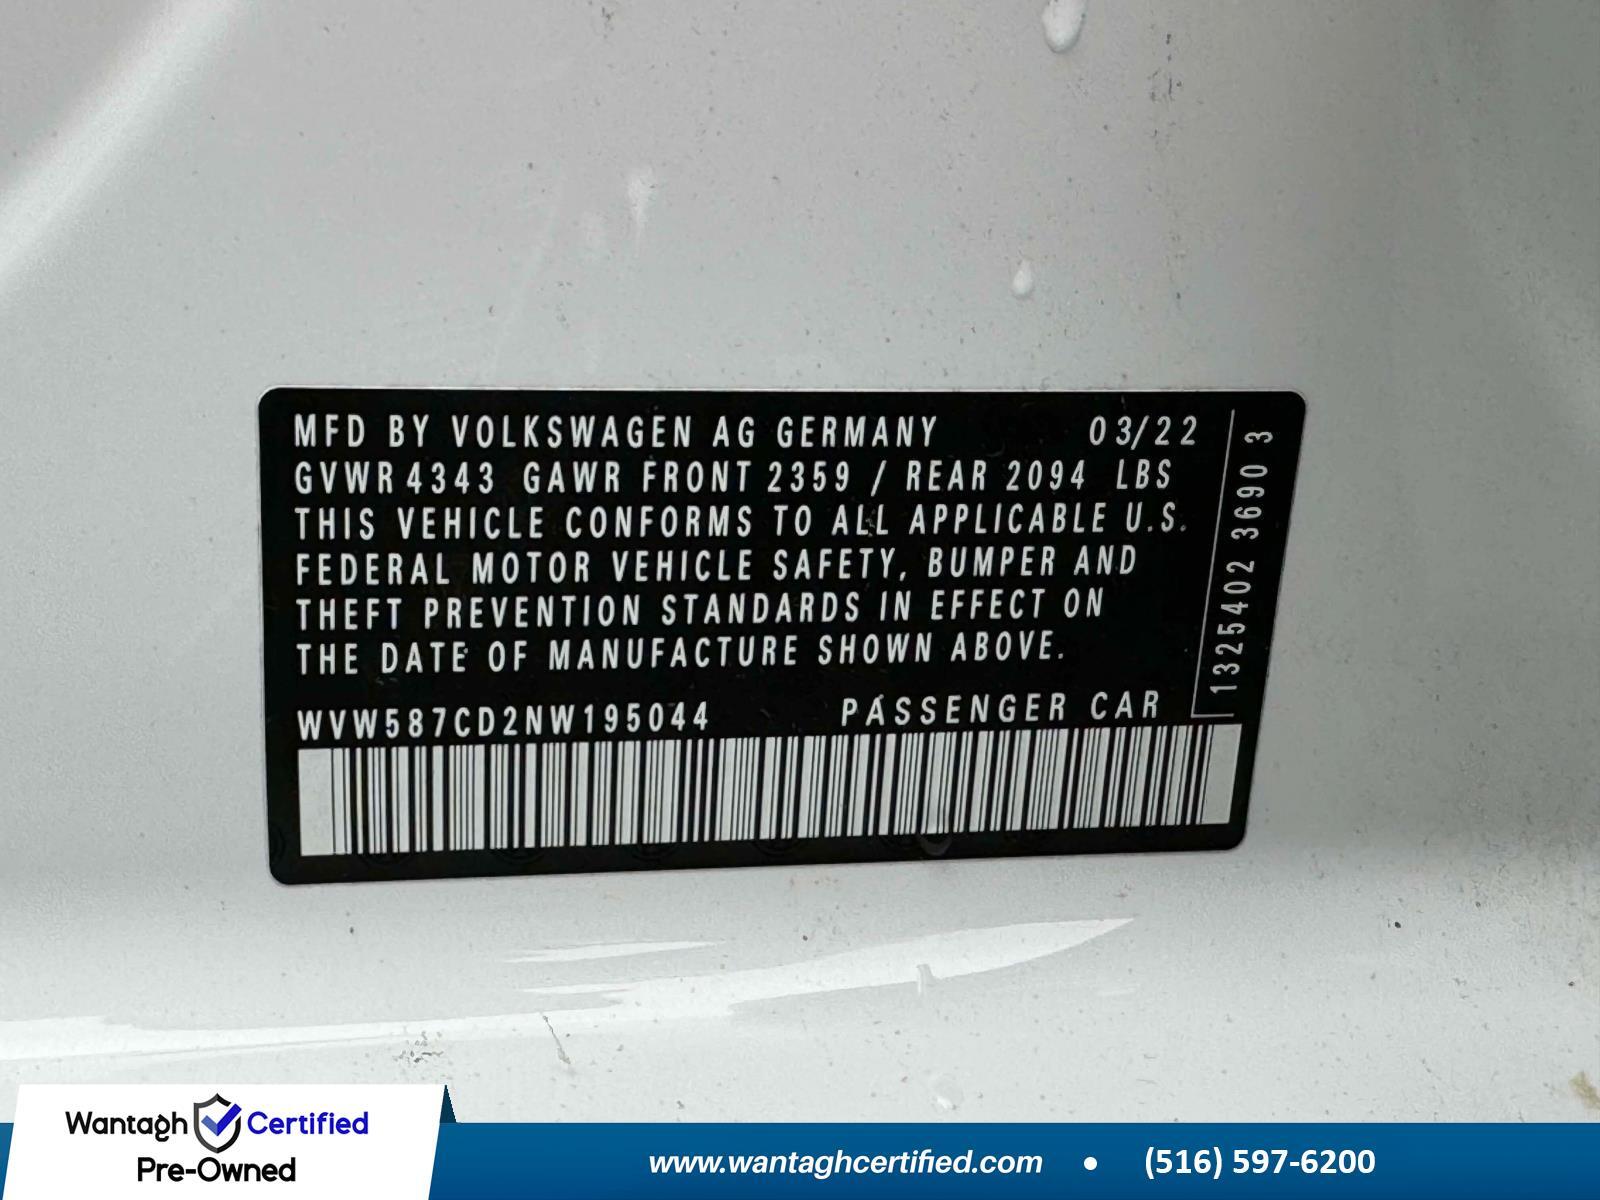 MFD BY VOLKSWAGEN AG GERMANY 03/22
GVWR 4343 GAWR FRONT 2359 / REAR 2094 LBS
THIS VEHICLE CONFORMS TO ALL APPLICABLE U.S.
FEDERAL MOTOR VEHICLE SAFETY, BUMPER AND
THEFT PREVENTION STANDARDS IN EFFECT ON
THE DATE OF MANUFACTURE SHOWN ABOVE.
WVW587CD2NW195044 PASSENGER CAR
1325402 3690 3
Wantagh Certified
Pre-Owned
www.wantaghcertified.com • (516) 597-6200